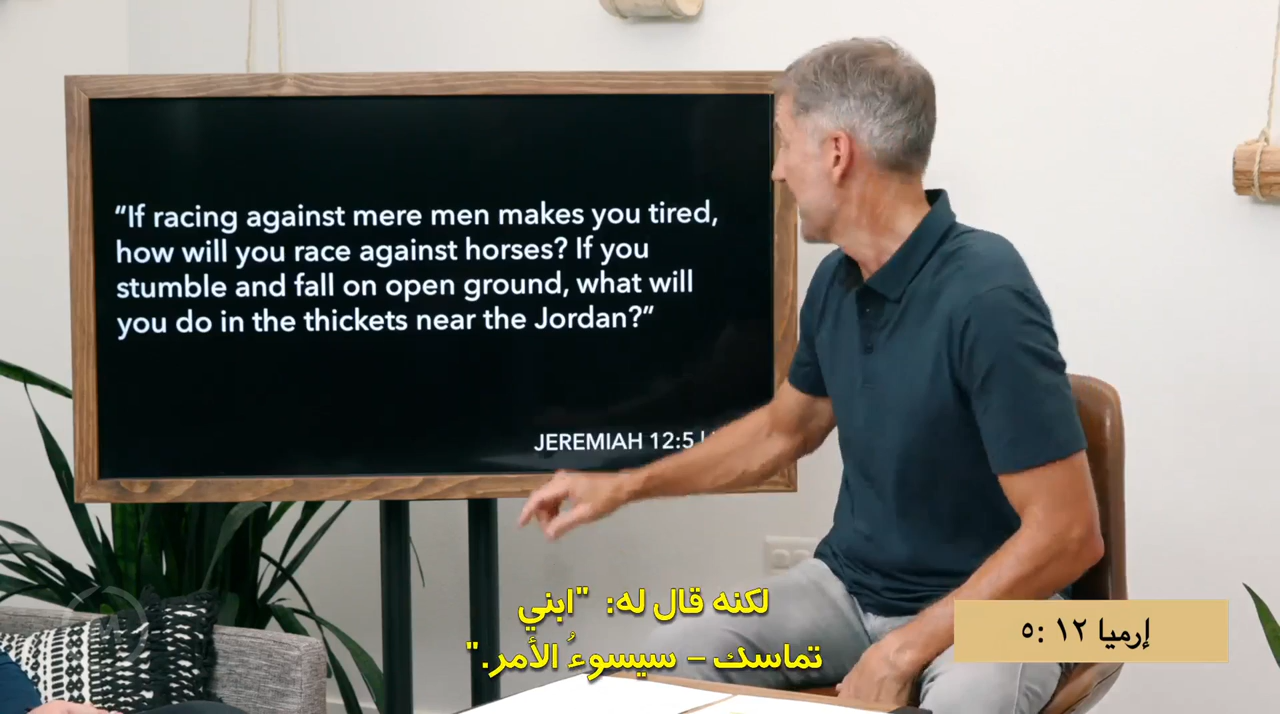 “If racing against mere men makes you tired,
how will you race against horses? If you
stumble and fall on open ground, what will
you do in the thickets near the Jordan?”
JEREMIAH 12:5
لكنه قال له: "ابني
تماسك – سيسوءُ الأمر."
إرميا ١٢ :٥